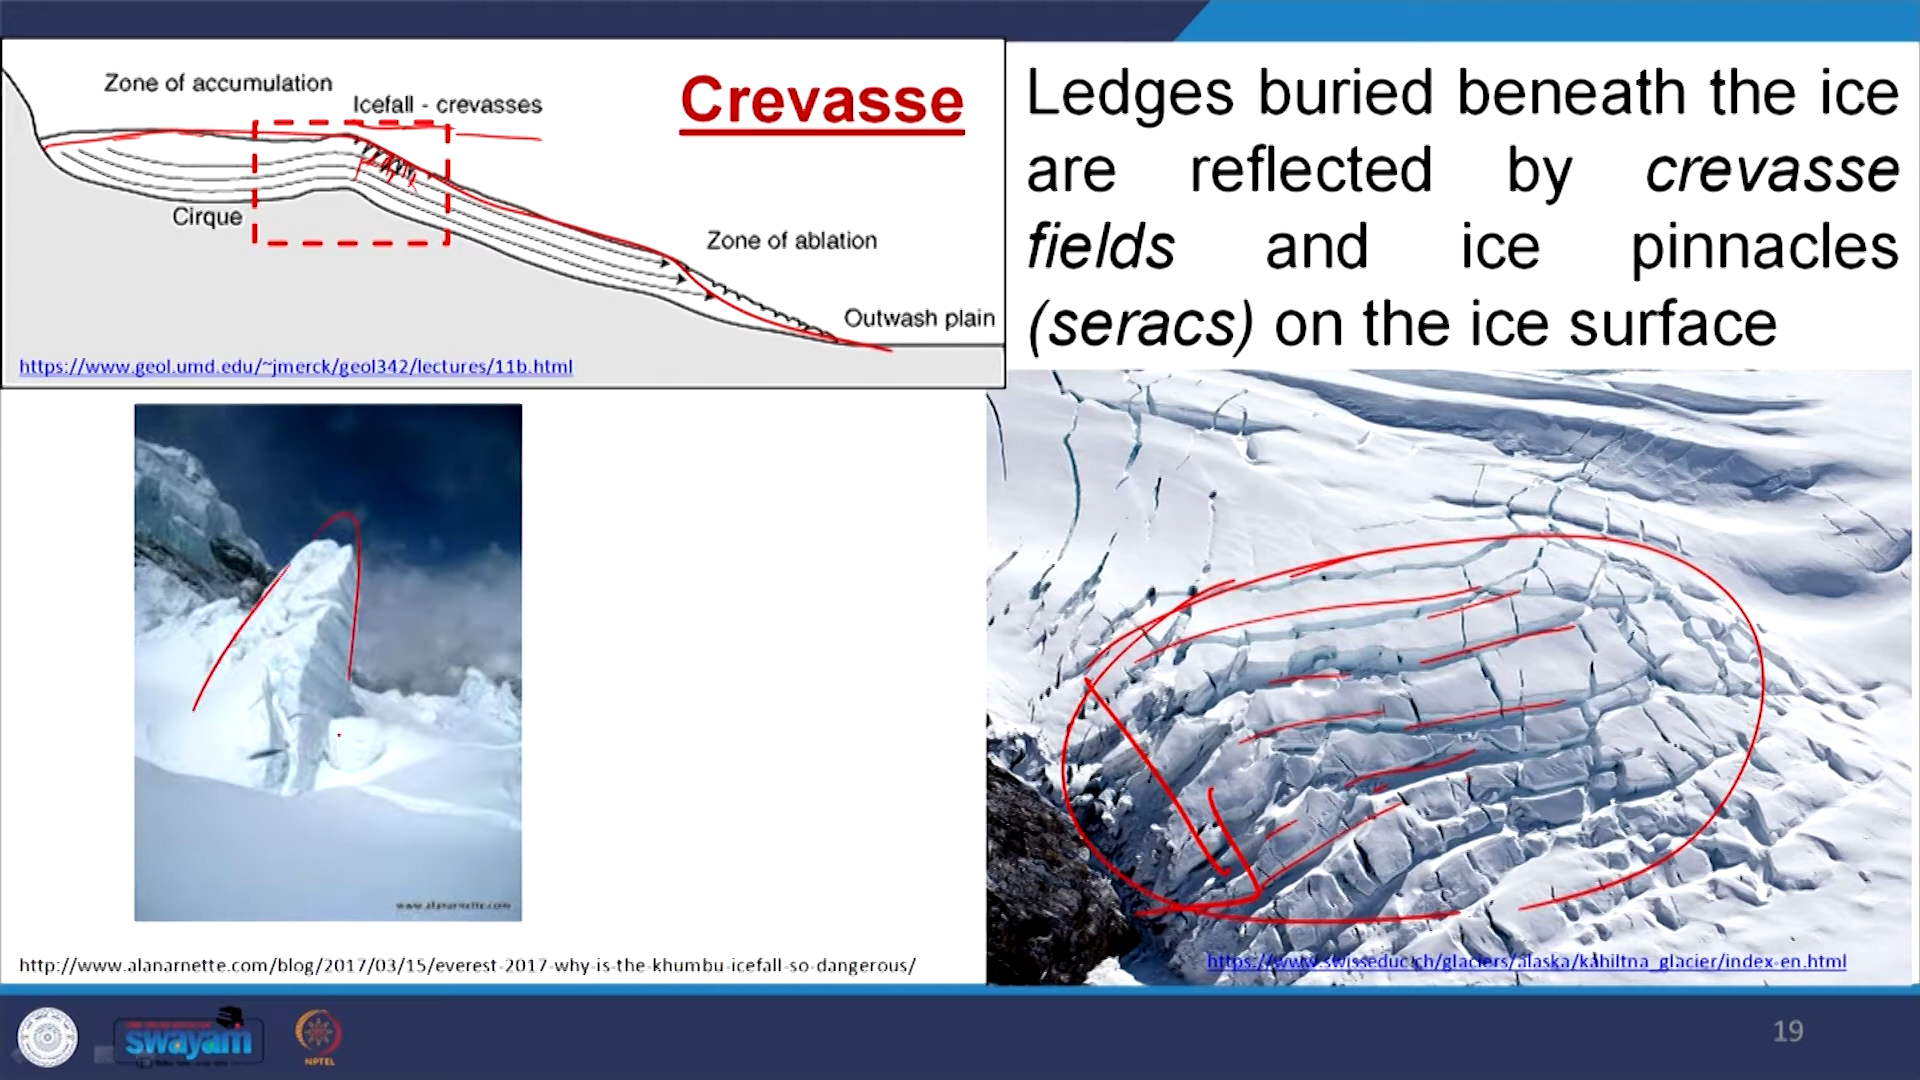 Zone of accumulation
Icefall - crevasses
Crevasse
Cirque
Zone of ablation
Outwash plain
https://www.geol.umd.edu/~jmerck/geol342/lectures/11b.html
Ledges buried beneath the ice
are reflected by crevasse
fields and ice pinnacles
(seracs) on the ice surface
www.alanarnette.com
http://www.alanarnette.com/blog/2017/03/15/everest-2017-why-is-the-khumbu-icefall-so-dangerous/
https://www.swisseduc.ch/glaciers/alaska/kahiltna_glacier/index-en.html
swayam
NPTEL
19